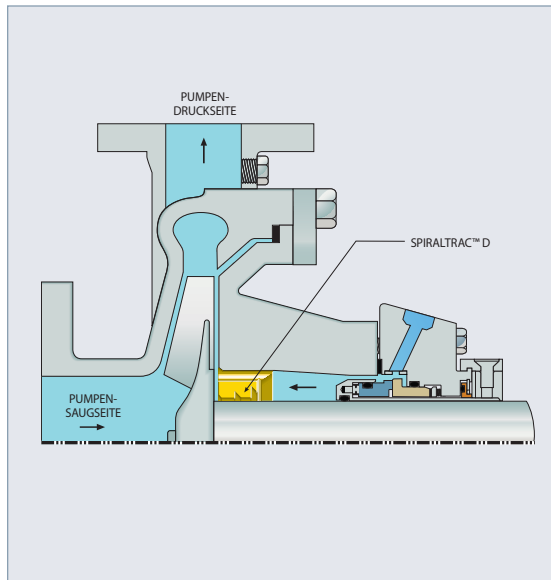 PUMPEN-
DRUCKSEITE
SPIRALTRAC™ D
PUMPEN-
SAUGSEITE